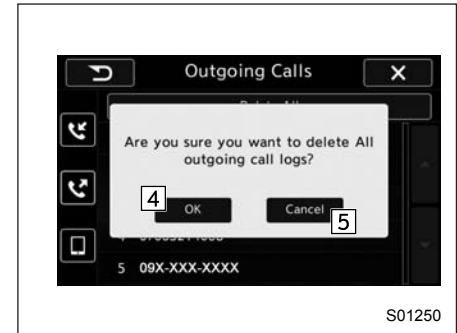 Outgoing Calls
Are you sure you want to delete All
outgoing call logs?
4
OK
Cancel
5
5 09X-XXX-XXXX
S01250